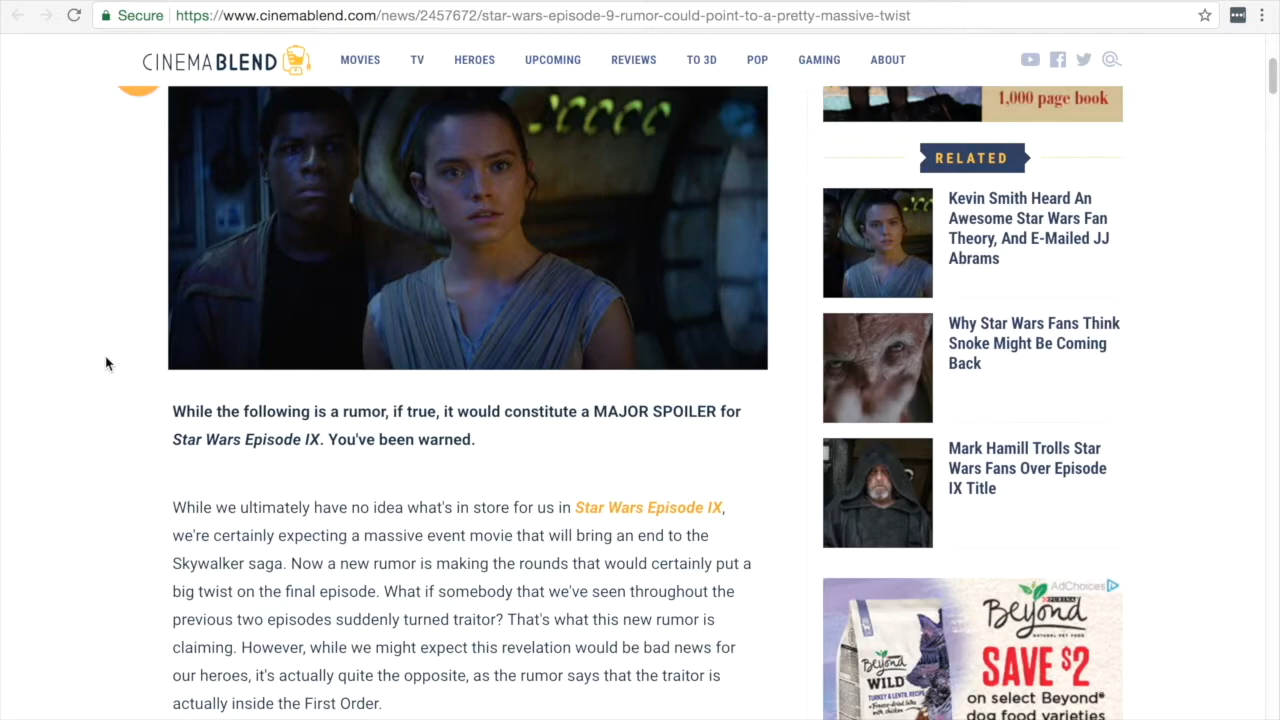 Secure https://www.cinemablend.com/news/2457672/star-wars-episode-9-rumor-could-point-to-a-pretty-massive-twist
CINEMABLEND MOVIES TV HEROES UPCOMING REVIEWS TO 3D POP GAMING ABOUT
1,000 page book
RELATED
Kevin Smith Heard An
Awesome Star Wars Fan
Theory, And E-Mailed JJ
Abrams
Why Star Wars Fans Think
Snoke Might Be Coming
Back
Mark Hamill Trolls Star
Wars Fans Over Episode
IX Title
While the following is a rumor, if true, it would constitute a MAJOR SPOILER for
Star Wars Episode IX. You've been warned.
While we ultimately have no idea what's in store for us in Star Wars Episode IX,
we're certainly expecting a massive event movie that will bring an end to the
Skywalker saga. Now a new rumor is making the rounds that would certainly put a
big twist on the final episode. What if somebody that we've seen throughout the
previous two episodes suddenly turned traitor? That's what this new rumor is
claiming. However, while we might expect this revelation would be bad news for
our heroes, it's actually quite the opposite, as the rumor says that the traitor is
actually inside the First Order.
AdChoices
PURINA
Beyond
NATURAL PET FOOD
SAVE $2
on select Beyond®
dog food varieties
Beyond
WILD
TURKEY & LENTIL RECIPE